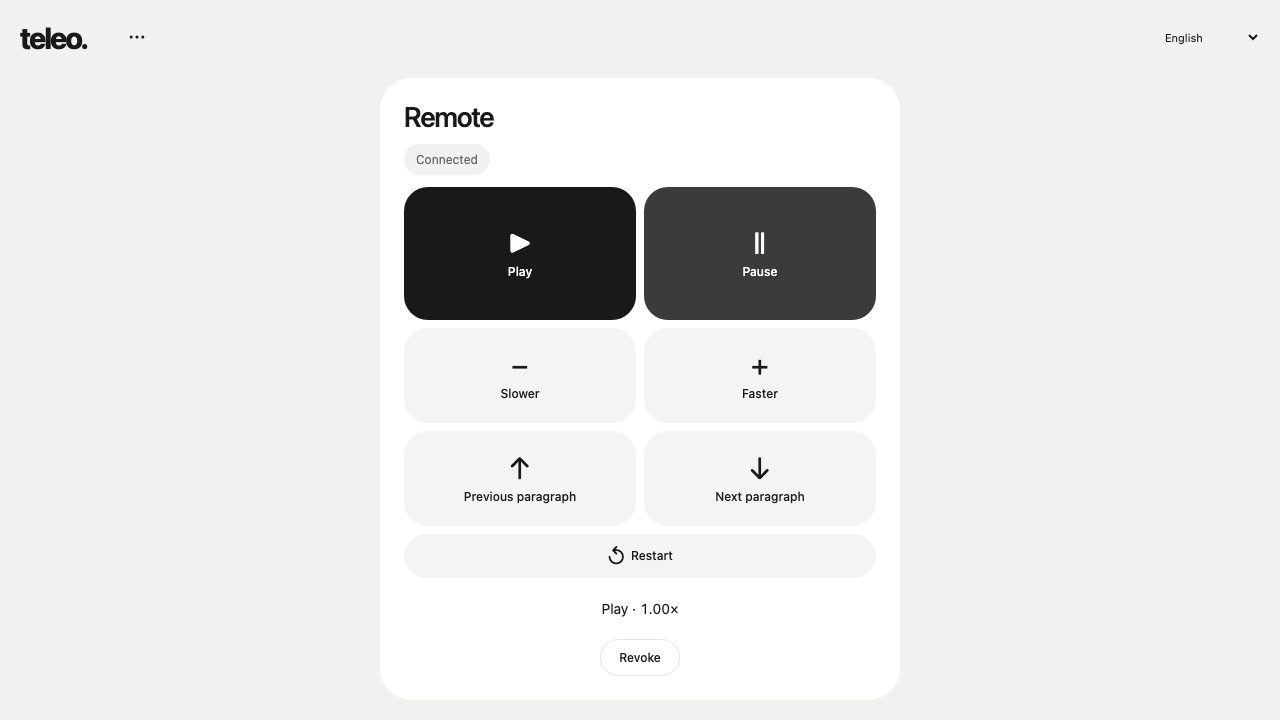 teleo.
English
Remote
Connected
Play
Pause
Slower
Faster
Previous paragraph
Next paragraph
Restart
Play · 1.00×
Revoke